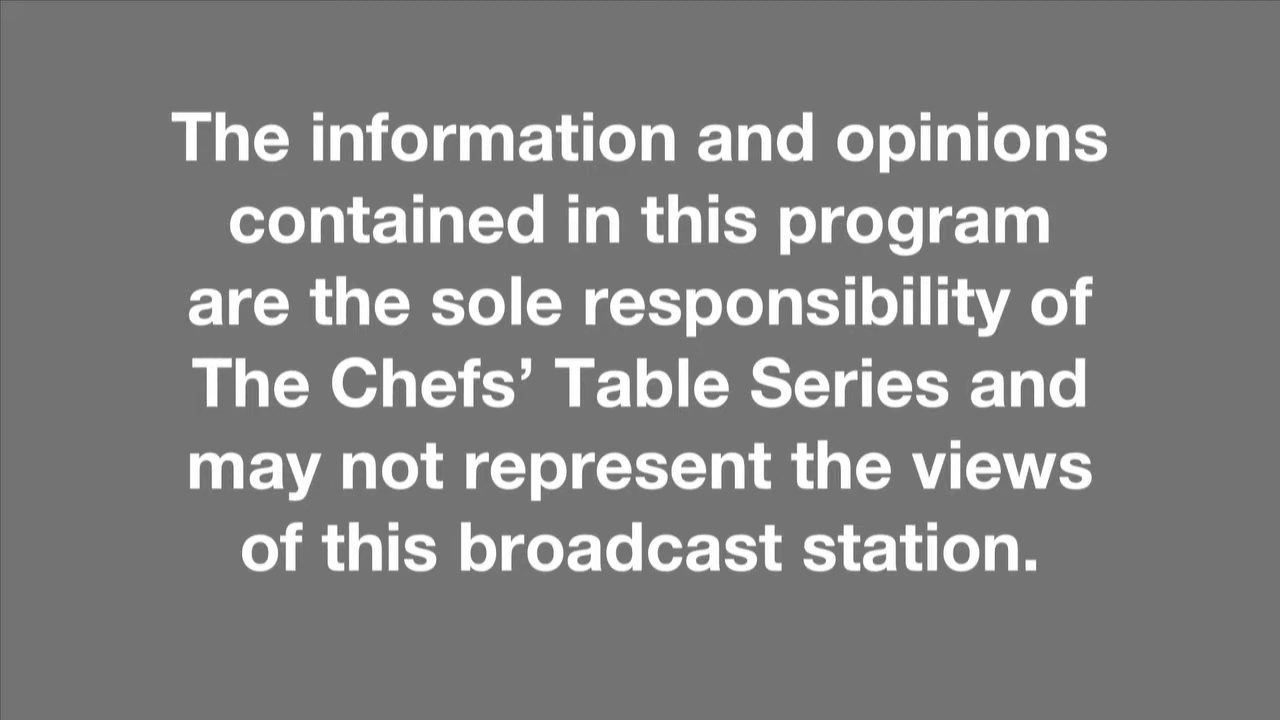 The information and opinions
contained in this program
are the sole responsibility of
The Chefs’ Table Series and
may not represent the views
of this broadcast station.